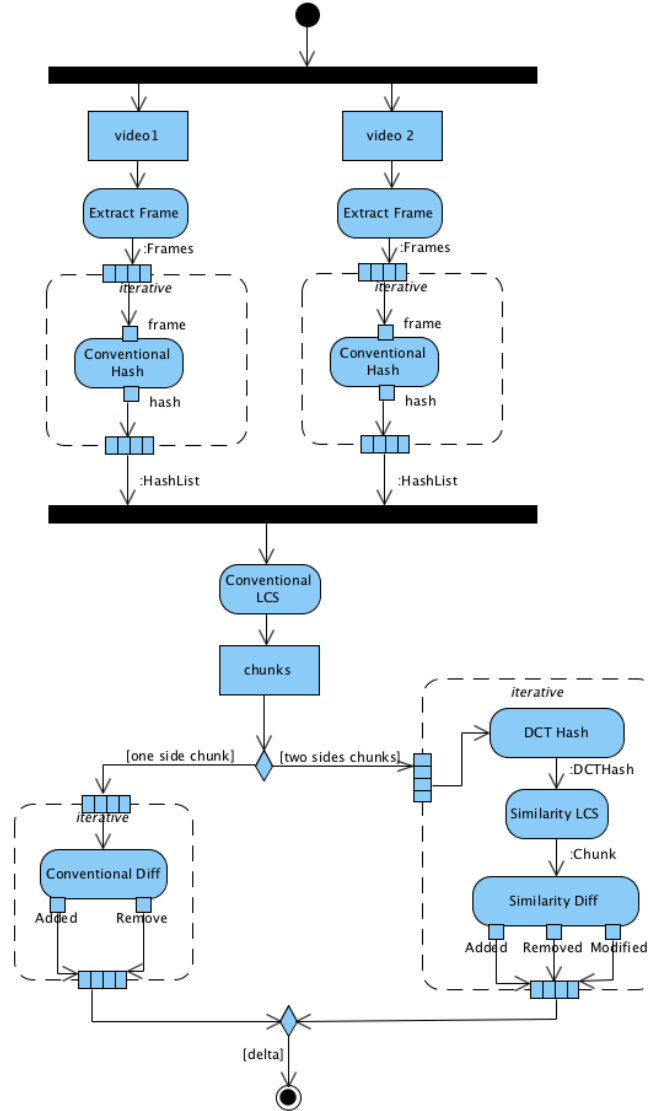 video1
video 2
Extract Frame
Extract Frame
:Frames
:Frames
iterative
iterative
frame
frame
Conventional
Hash
Conventional
Hash
hash
hash
:HashList
:HashList
Conventional
LCS
chunks
[one side chunk]
[two sides chunks]
iterative
DCT Hash
:DCTHash
Similarity LCS
:Chunk
Similarity Diff
Added
Removed
Modified
iterative
Conventional Diff
Added
Remove
[delta]